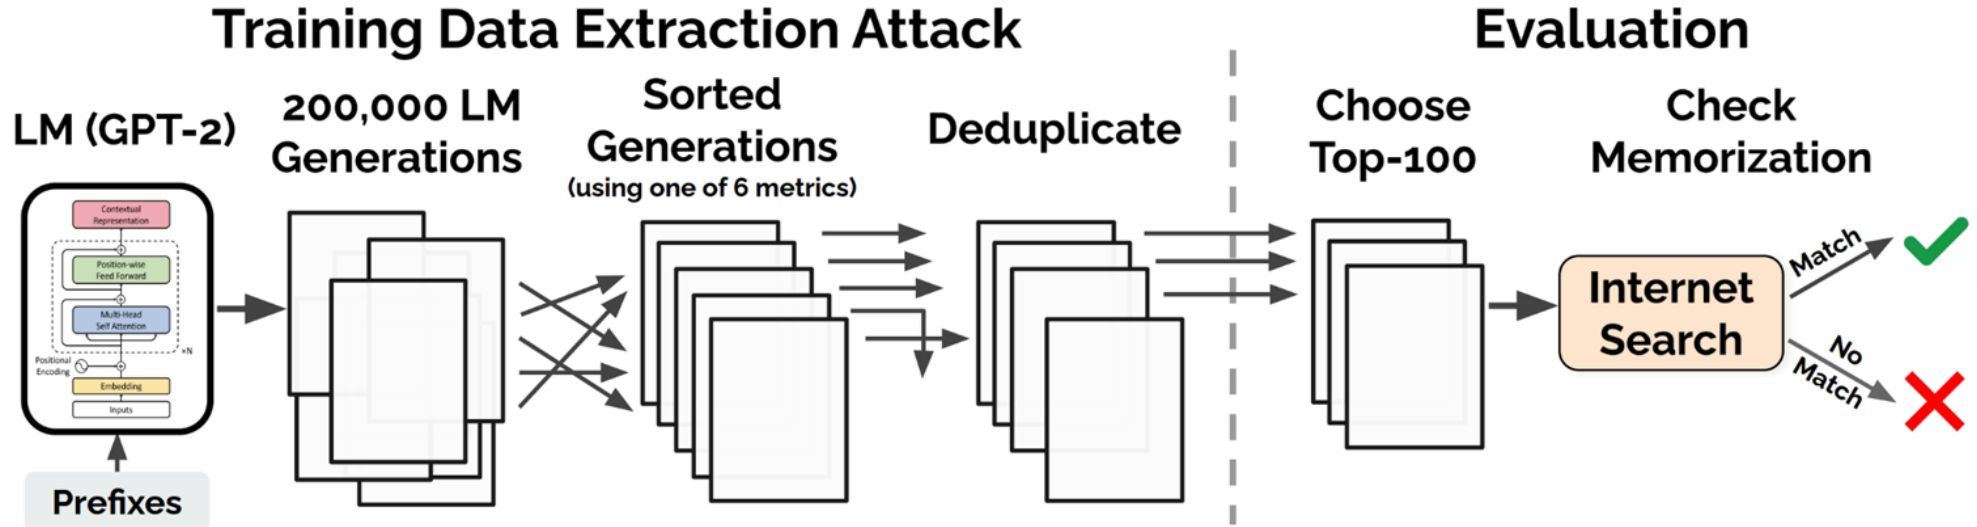 Training Data Extraction Attack
Evaluation
LM (GPT-2)
200,000 LM
Generations
Sorted
Generations
(using one of 6 metrics)
Deduplicate
Choose
Top-100
Check
Memorization
Contextual
Representation
Position-wise
Feed Forward
Multi-Head
Self Attention
×N
Positional
Encoding
Embedding
Inputs
Prefixes
Internet
Search
Match
No
Match